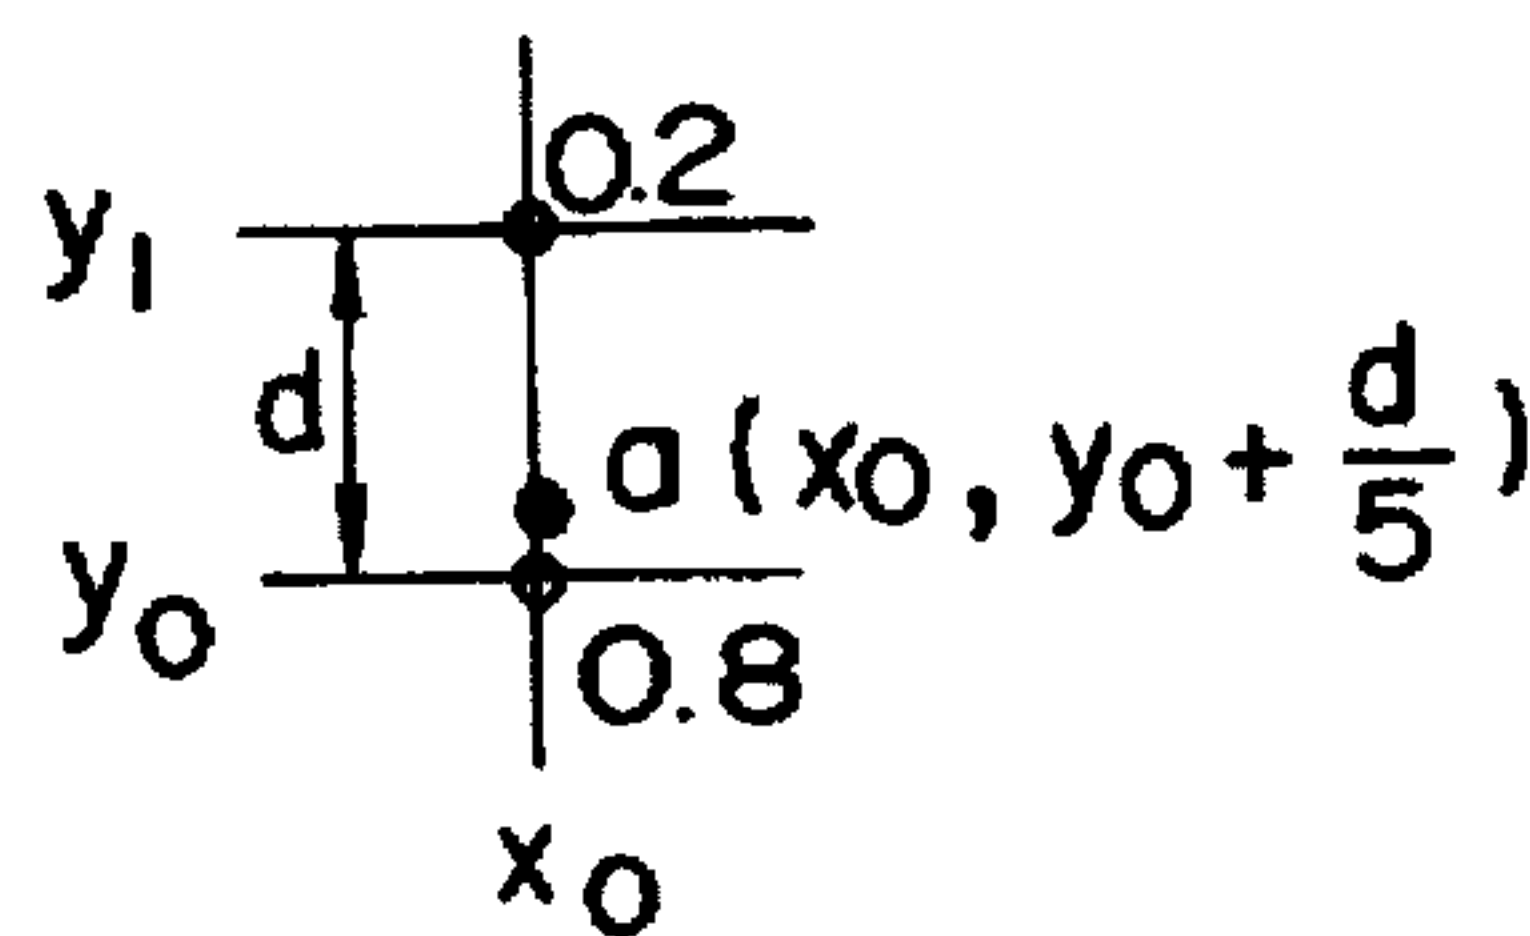 0.2
y₁
d
a (x₀, y₀ + d/5)
y₀
0.8
x₀